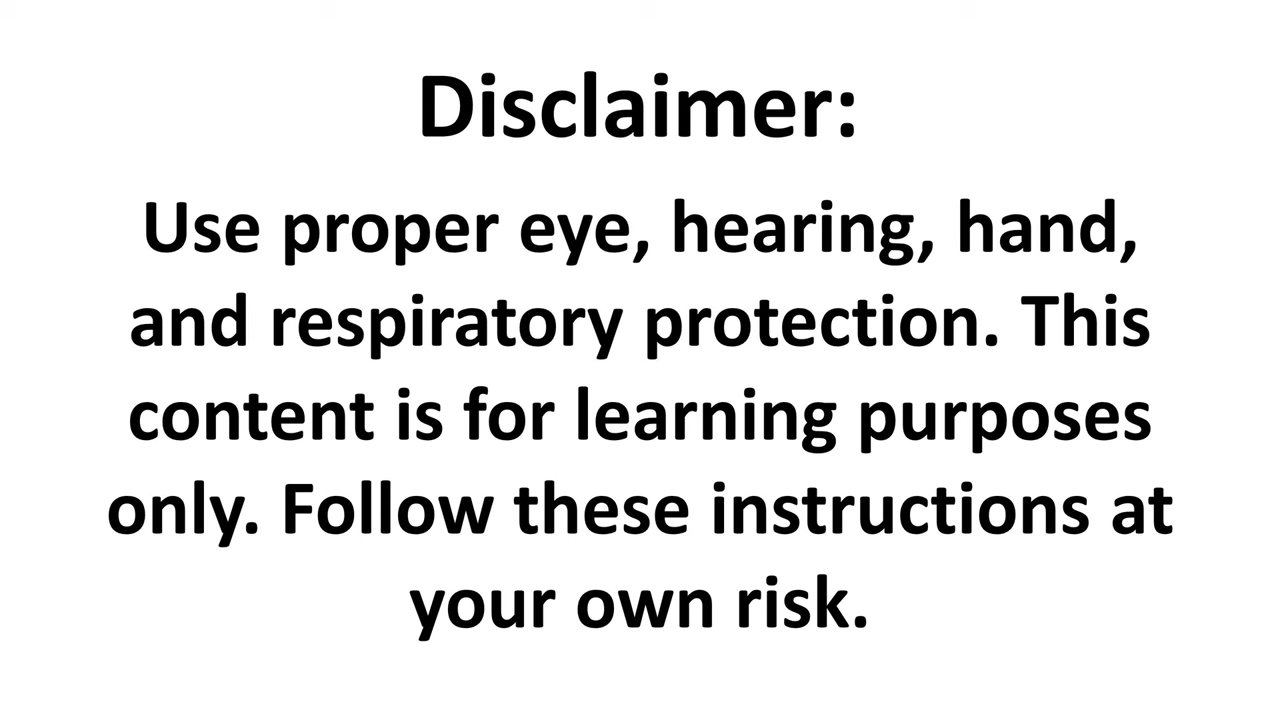 Disclaimer:
Use proper eye, hearing, hand,
and respiratory protection. This
content is for learning purposes
only. Follow these instructions at
your own risk.